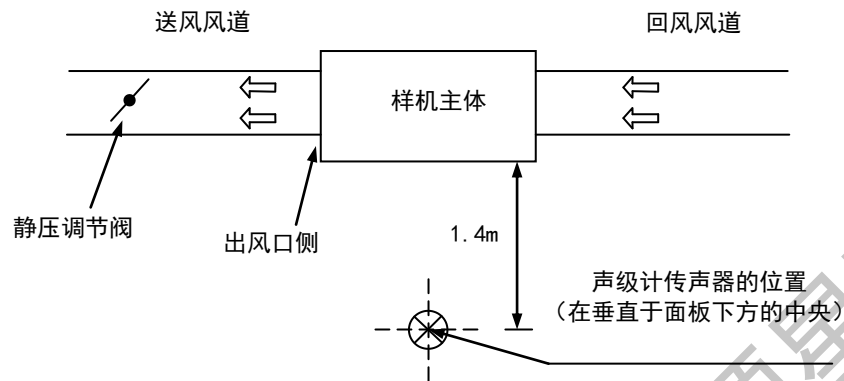 送风风道
回风风道
样机主体
静压调节阀
出风口侧
1.4m
声级计传声器的位置
（在垂直于面板下方的中央）